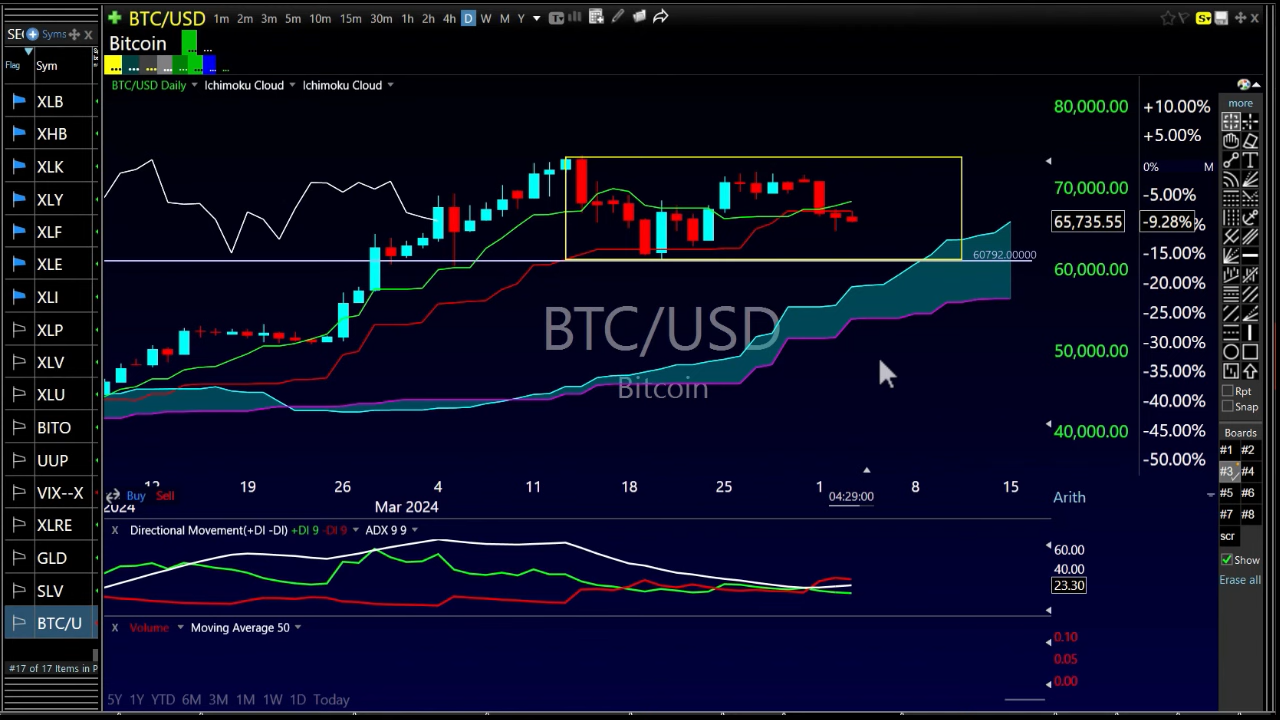 BTC/USD 1m 2m 3m 5m 10m 15m 30m 1h 2h 4h D W M Y T S
SE Syms
Bitcoin
Flag Sym
BTC/USD Daily Ichimoku Cloud Ichimoku Cloud
more
XLB
XHB
XLK
XLY
XLF
XLE
XLI
XLP
XLV
XLU
BITO
UUP
VIX--X
XLRE
GLD
SLV
BTC/U
#17 of 17 Items in P
80,000.00
70,000.00
65,735.55
60,000.00
50,000.00
40,000.00
+10.00%
+5.00%
0% M
-5.00%
-9.28%
-15.00%
-20.00%
-25.00%
-30.00%
-35.00%
-40.00%
-45.00%
-50.00%
60792.00000
BTC/USD
Bitcoin
Rpt
Snap
Boards
#1 #2
#3 #4
#5 #6
#7 #8
scr
Show
Erase all
12 19 26 4 11 18 25 1 8 15
Buy Sell
2024 Mar 2024 04:29:00 Arith
X Directional Movement(+DI -DI) +DI 9 -DI 9 ADX 9 9
60.00
40.00
23.30
X Volume Moving Average 50
0.10
0.05
0.00
5Y 1Y YTD 6M 3M 1M 1W 1D Today